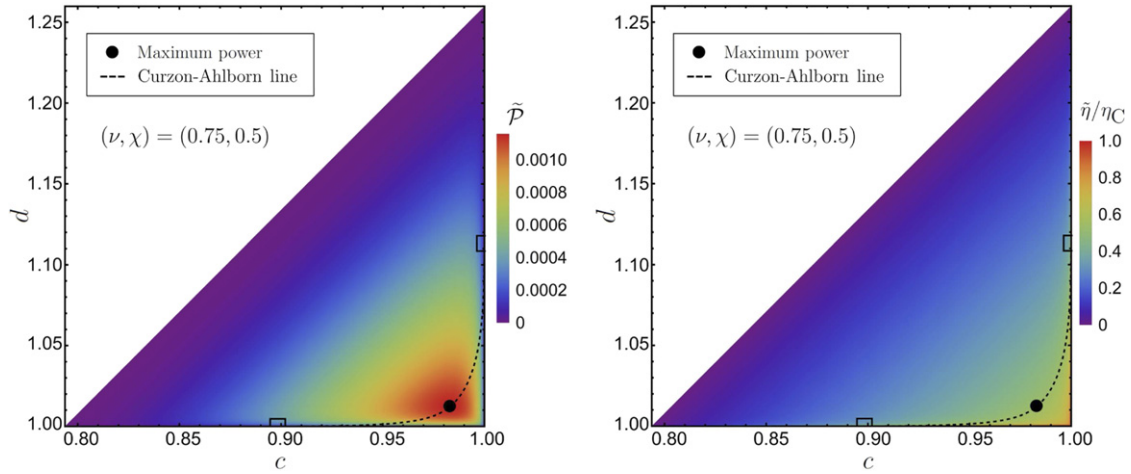 1.25
1.20
1.15
1.10
1.05
1.00
d
Maximum power
Curzon-Ahlborn line
(ν, χ) = (0.75, 0.5)
0.80
0.85
0.90
0.95
1.00
c
P̃
0.0010
0.0008
0.0006
0.0004
0.0002
0
1.25
1.20
1.15
1.10
1.05
1.00
d
Maximum power
Curzon-Ahlborn line
(ν, χ) = (0.75, 0.5)
0.80
0.85
0.90
0.95
1.00
c
η̃/η_C
1.0
0.8
0.6
0.4
0.2
0